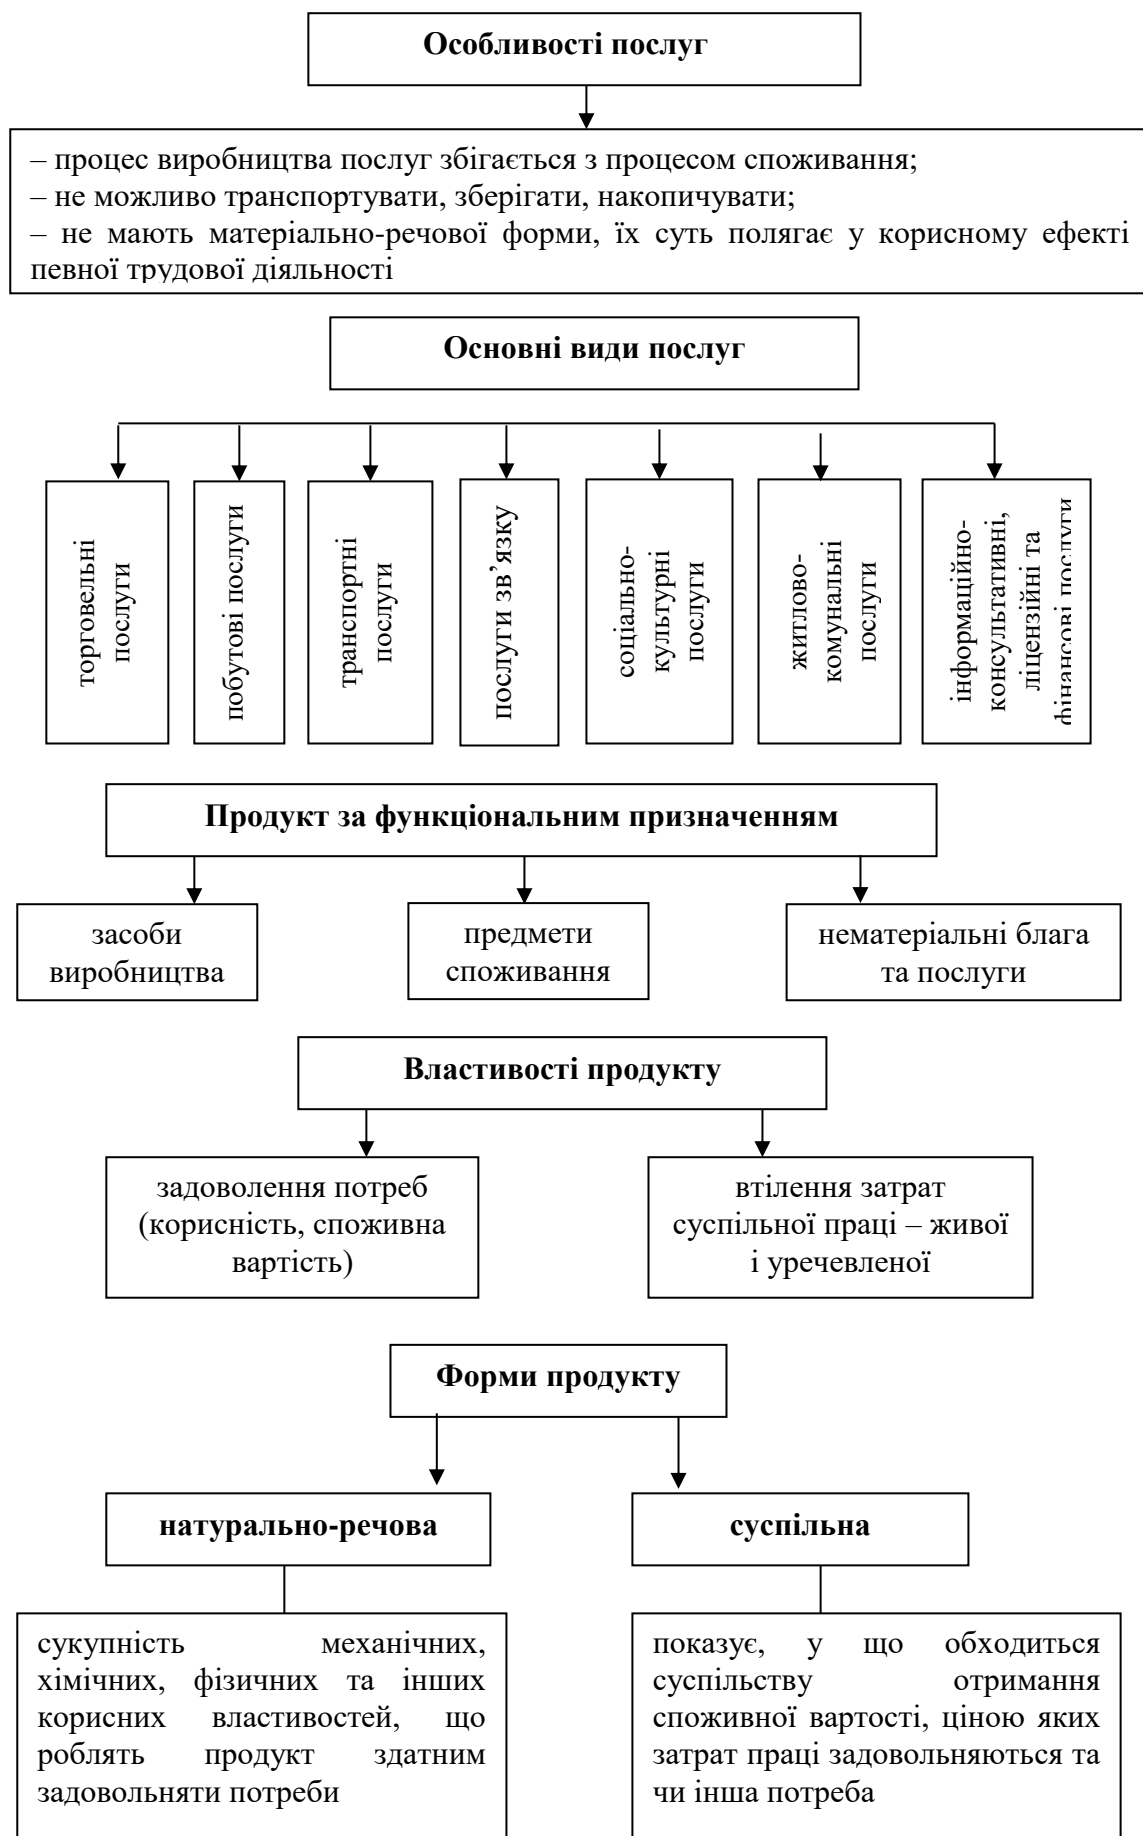 Особливості послуг
– процес виробництва послуг збігається з процесом споживання;
– не можливо транспортувати, зберігати, накопичувати;
– не мають матеріально-речової форми, їх суть полягає у корисному ефекті
певної трудової діяльності
Основні види послуг
торговельні
послуги
побутові послуги
транспортні
послуги
послуги зв’язку
соціально-
культурні
послуги
житлово-
комунальні
послуги
інформаційно-
консультативні,
ліцензійні та
фінансові послуги
Продукт за функціональним призначенням
засоби
виробництва
предмети
споживання
нематеріальні блага
та послуги
Властивості продукту
задоволення потреб
(корисність, споживна
вартість)
втілення затрат
суспільної праці – живої
і уречевленої
Форми продукту
натурально-речова
суспільна
сукупність механічних,
хімічних, фізичних та інших
корисних властивостей, що
роблять продукт здатним
задовольняти потреби
показує, у що обходиться
суспільству отримання
споживної вартості, ціною яких
затрат праці задовольняються та
чи інша потреба